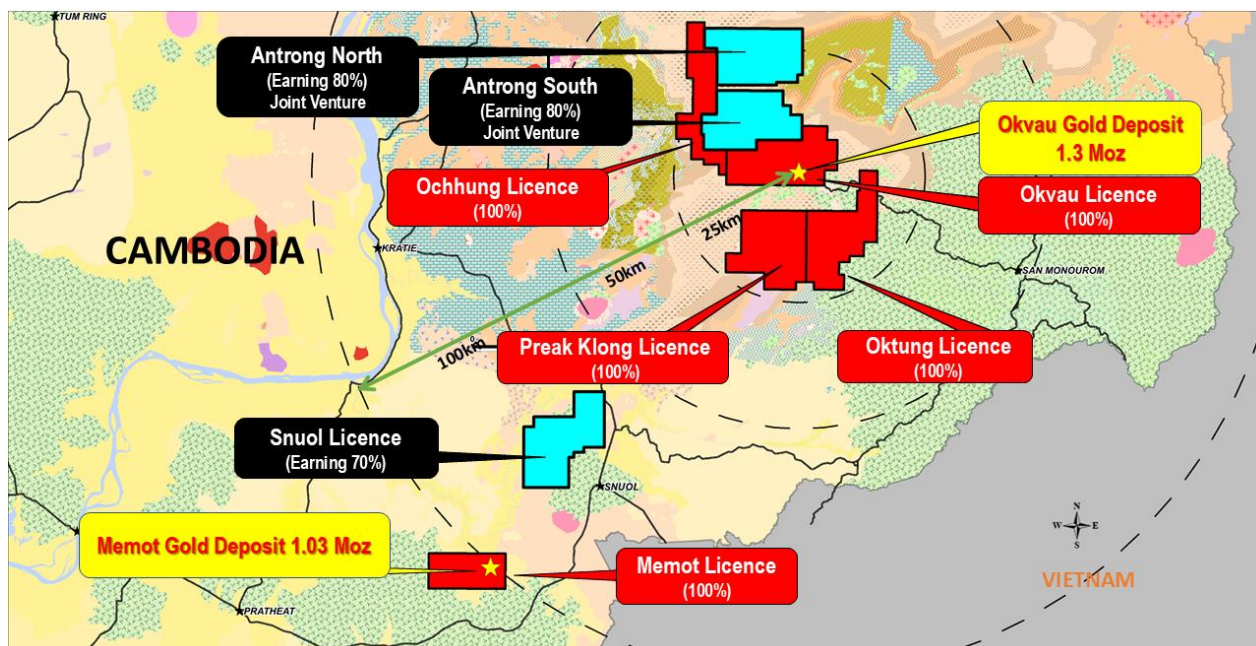 TUM RING
Antrong North
(Earning 80%)
Joint Venture
Antrong South
(Earning 80%)
Joint Venture
Okvau Gold Deposit
1.3 Moz
Ochhung Licence
(100%)
Okvau Licence
(100%)
CAMBODIA
KRATIE
25km
50km
100km
SAN MONOUROM
Preak Klong Licence
(100%)
Oktung Licence
(100%)
Snuol Licence
(Earning 70%)
SNUOL
Memot Gold Deposit 1.03 Moz
Memot Licence
(100%)
PRATHEAT
N
W
E
S
VIETNAM